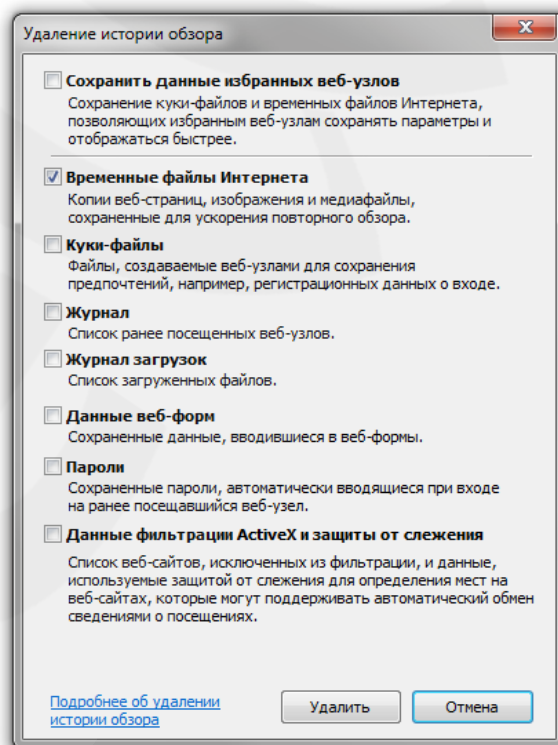 Удаление истории обзора
Сохранить данные избранных веб-узлов
Сохранение куки-файлов и временных файлов Интернета,
позволяющих избранным веб-узлам сохранять параметры и
отображаться быстрее.
Временные файлы Интернета
Копии веб-страниц, изображения и медиафайлы,
сохраненные для ускорения повторного обзора.
Куки-файлы
Файлы, создаваемые веб-узлами для сохранения
предпочтений, например, регистрационных данных о входе.
Журнал
Список ранее посещенных веб-узлов.
Журнал загрузок
Список загруженных файлов.
Данные веб-форм
Сохраненные данные, вводившиеся в веб-формы.
Пароли
Сохраненные пароли, автоматически вводящиеся при входе
на ранее посещавшийся веб-узел.
Данные фильтрации ActiveX и защиты от слежения
Список веб-сайтов, исключенных из фильтрации, и данные,
используемые защитой от слежения для определения мест на
веб-сайтах, которые могут поддерживать автоматический обмен
сведениями о посещениях.
Подробнее об удалении
истории обзора
Удалить
Отмена